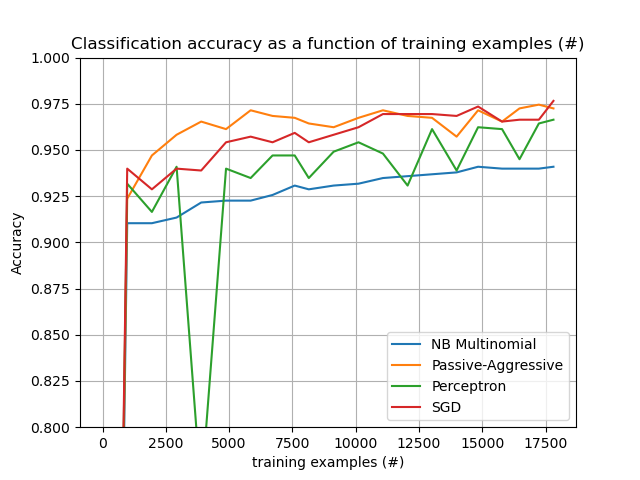 Classification accuracy as a function of training examples (#)
1.000
0.975
0.950
0.925
0.900
0.875
0.850
0.825
0.800
Accuracy
NB Multinomial
Passive-Aggressive
Perceptron
SGD
0 2500 5000 7500 10000 12500 15000 17500
training examples (#)